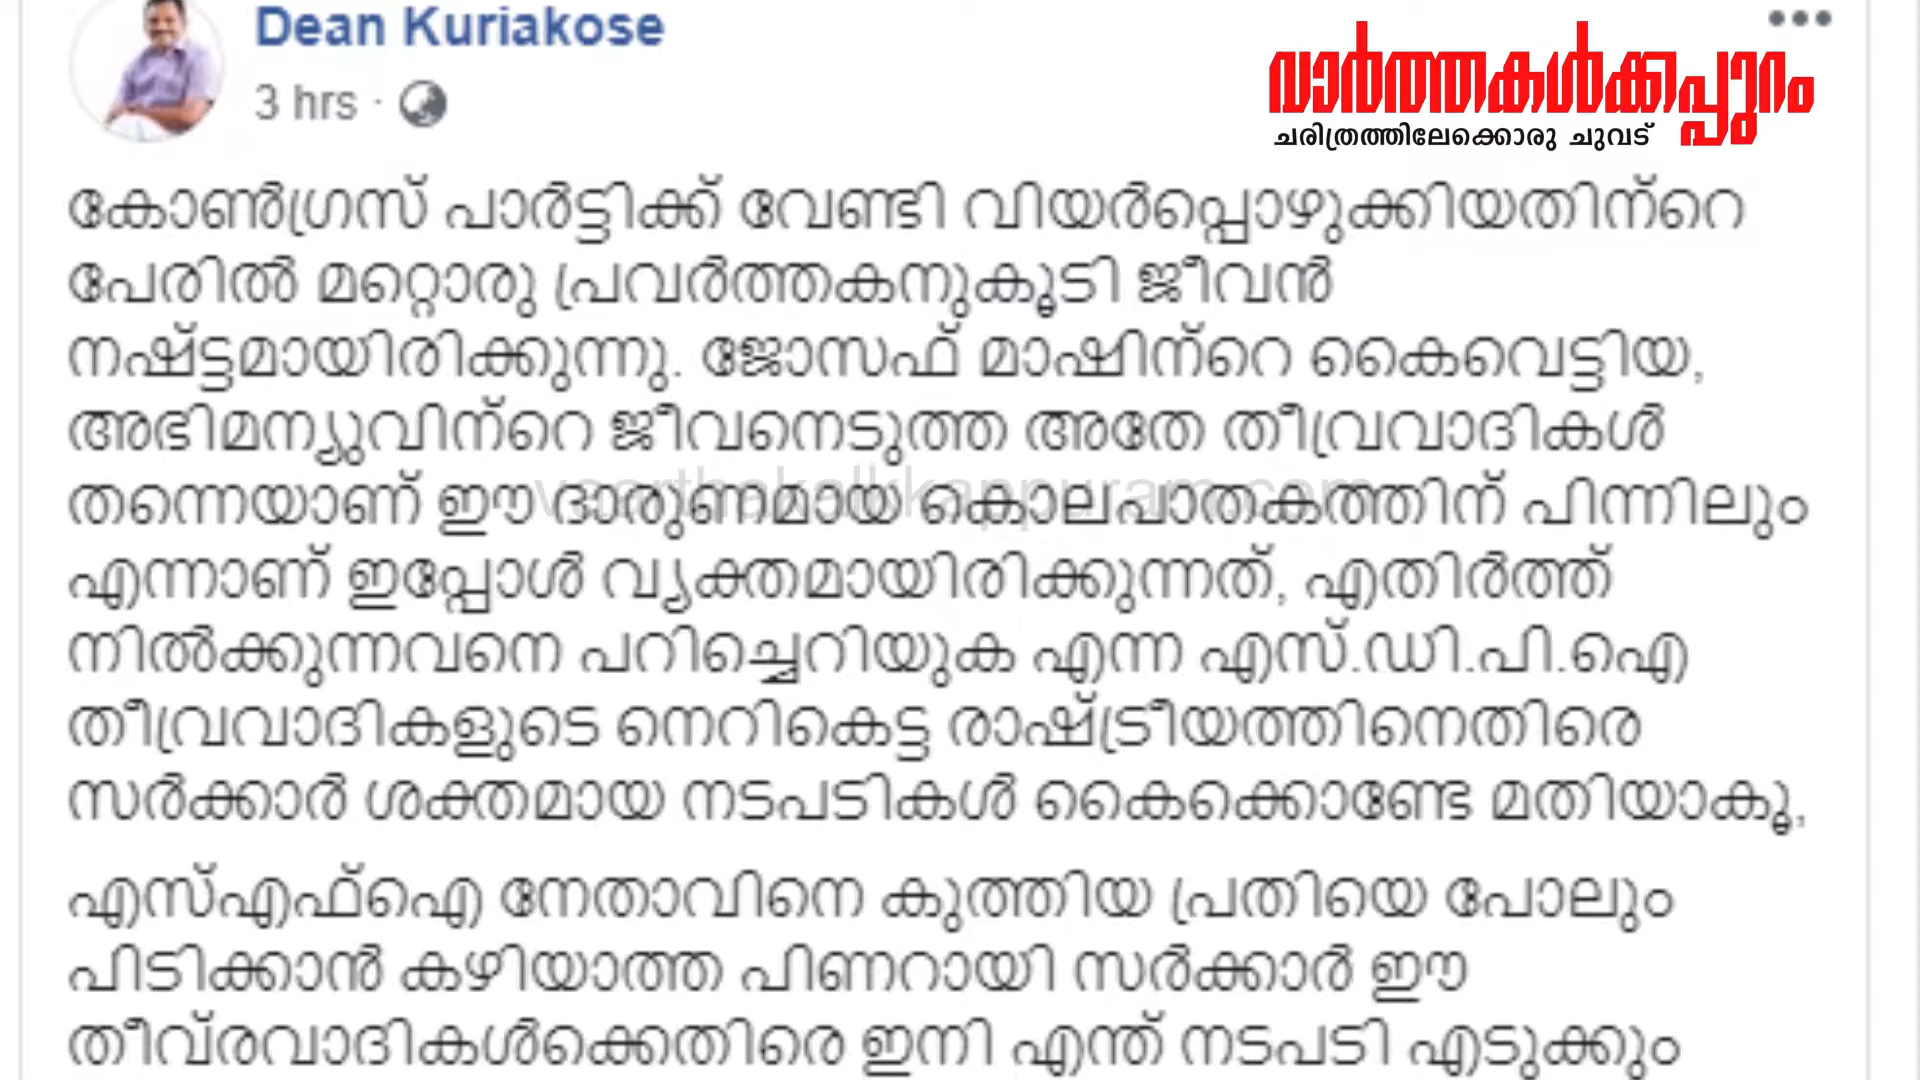 Dean Kuriakose
3 hrs ·
വാർത്തകൾക്കപ്പുറം
ചരിത്രത്തിലേക്കൊരു ചുവട്
കോൺഗ്രസ് പാർട്ടിക്ക് വേണ്ടി വിയർപ്പൊഴുക്കിയതിന്റെ
പേരിൽ മറ്റൊരു പ്രവർത്തകനുകൂടി ജീവൻ
നഷ്ട്ടമായിരിക്കുന്നു. ജോസഫ് മാഷിന്റെ കൈവെട്ടിയ,
അഭിമന്യുവിന്റെ ജീവനെടുത്ത അതേ തീവ്രവാദികൾ
തന്നെയാണ് ഈ ദാരുണമായ കൊലപാതകത്തിന് പിന്നിലും
vaarthakalkkappuram.com
എന്നാണ് ഇപ്പോൾ വ്യക്തമായിരിക്കുന്നത്, എതിർത്ത്
നിൽക്കുന്നവനെ പറിച്ചെറിയുക എന്ന എസ്.ഡി.പി.ഐ
തീവ്രവാദികളുടെ നെറികെട്ട രാഷ്ട്രീയത്തിനെതിരെ
സർക്കാർ ശക്തമായ നടപടികൾ കൈക്കൊണ്ടേ മതിയാകൂ,
എസ്എഫ്ഐ നേതാവിനെ കുത്തിയ പ്രതിയെ പോലും
പിടിക്കാൻ കഴിയാത്ത പിണറായി സർക്കാർ ഈ
തീവ്രവാദികൾക്കെതിരെ ഇനി എന്ത് നടപടി എടുക്കും